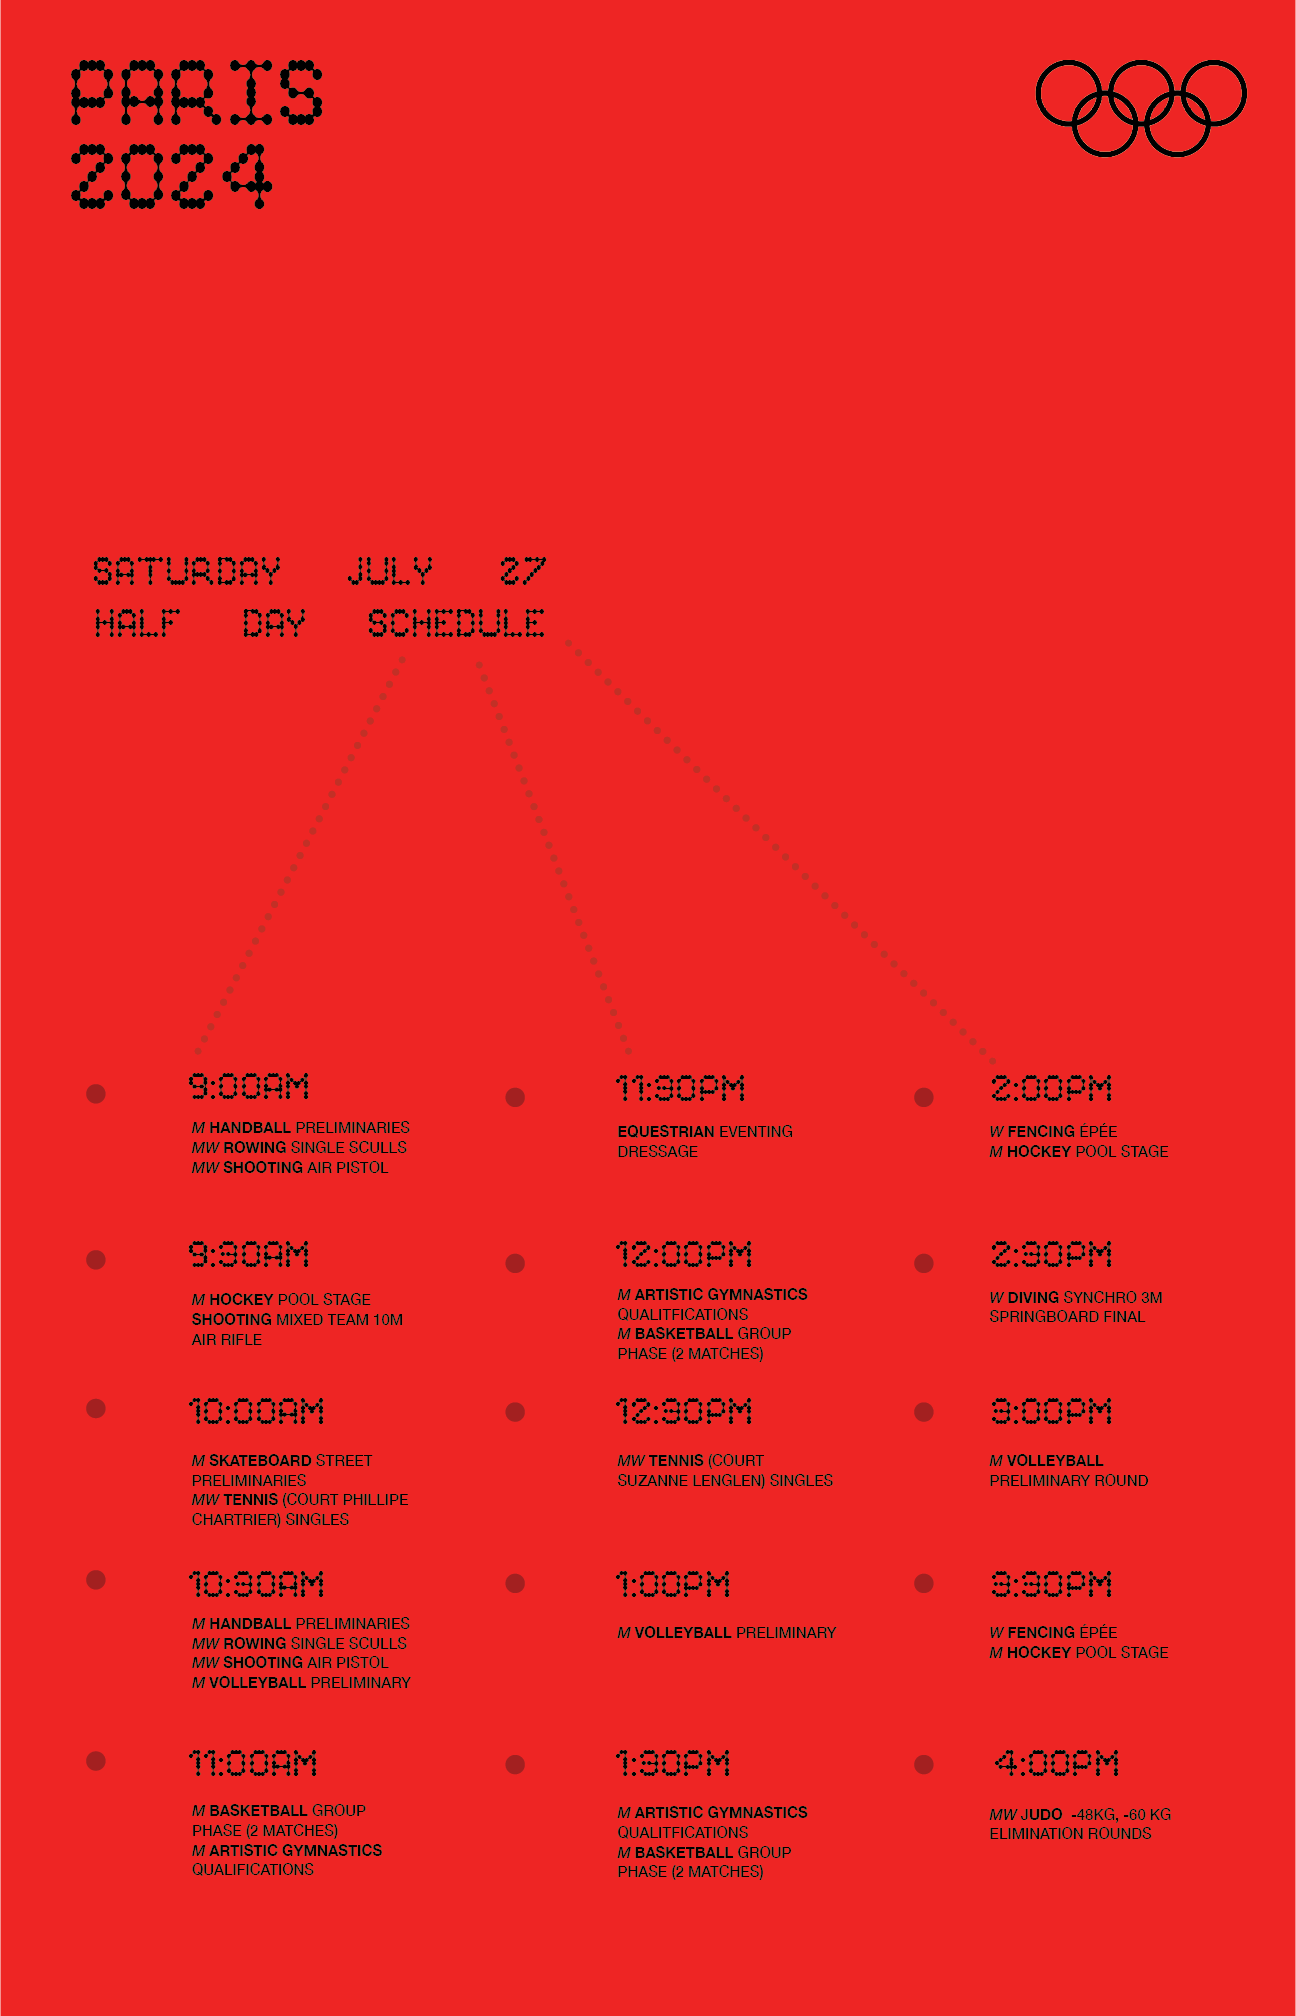 PARIS
2024
SATURDAY JULY 27
HALF DAY SCHEDULE
9:00AM
M HANDBALL PRELIMINARIES
MW ROWING SINGLE SCULLS
MW SHOOTING AIR PISTOL
9:30AM
M HOCKEY POOL STAGE
SHOOTING MIXED TEAM 10M
AIR RIFLE
10:00AM
M SKATEBOARD STREET
PRELIMINARIES
MW TENNIS (COURT PHILLIPE
CHARTRIER) SINGLES
10:30AM
M HANDBALL PRELIMINARIES
MW ROWING SINGLE SCULLS
MW SHOOTING AIR PISTOL
M VOLLEYBALL PRELIMINARY
11:00AM
M BASKETBALL GROUP
PHASE (2 MATCHES)
M ARTISTIC GYMNASTICS
QUALIFICATIONS
11:30PM
EQUESTRIAN EVENTING
DRESSAGE
12:00PM
M ARTISTIC GYMNASTICS
QUALITFICATIONS
M BASKETBALL GROUP
PHASE (2 MATCHES)
12:30PM
MW TENNIS (COURT
SUZANNE LENGLEN) SINGLES
1:00PM
M VOLLEYBALL PRELIMINARY
1:30PM
M ARTISTIC GYMNASTICS
QUALITFICATIONS
M BASKETBALL GROUP
PHASE (2 MATCHES)
2:00PM
W FENCING ÉPÉE
M HOCKEY POOL STAGE
2:30PM
W DIVING SYNCHRO 3M
SPRINGBOARD FINAL
3:00PM
M VOLLEYBALL
PRELIMINARY ROUND
3:30PM
W FENCING ÉPÉE
M HOCKEY POOL STAGE
4:00PM
MW JUDO -48KG, -60 KG
ELIMINATION ROUNDS